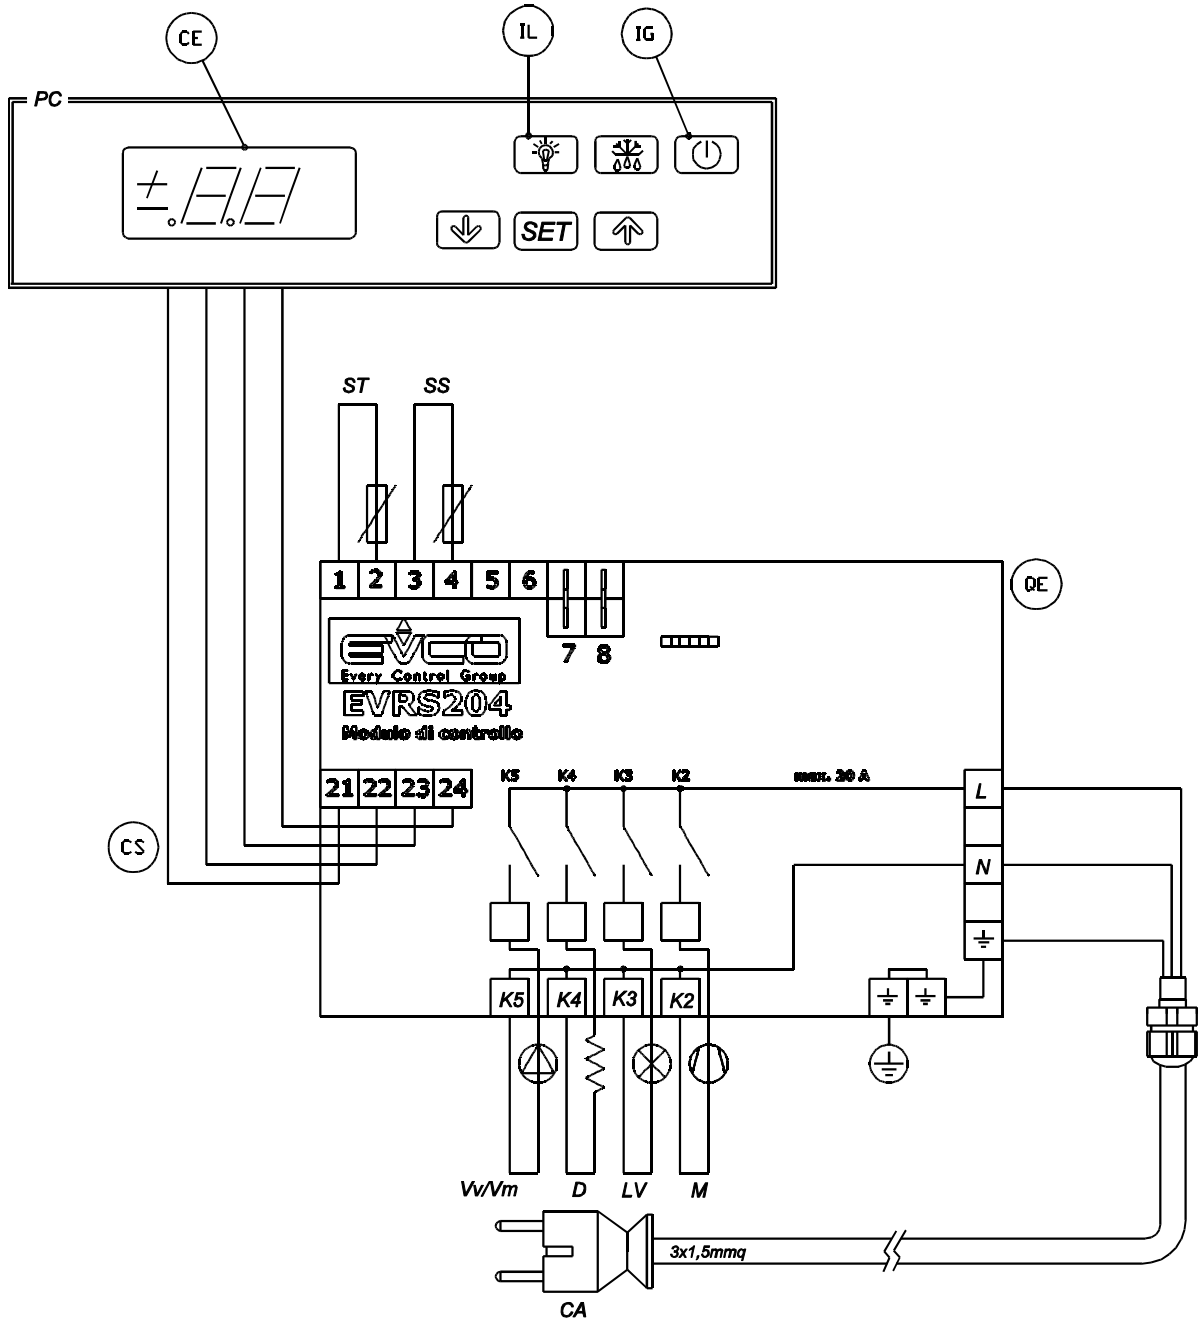 CE
IL
IG
PC
SET
ST
SS
1 2 3 4 5 6
QE
7 8
EVCO
Every Control Group
EVRS204
Modulo di controllo
K5 K4 K3 K2 max. 20 A
21 22 23 24
L
CS
N
K5 K4 K3 K2
Vv/Vm D LV M
3x1,5mmq
CA